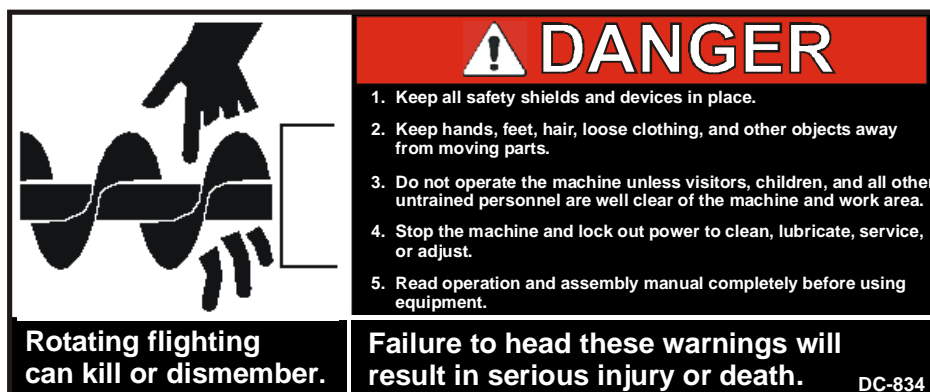 DANGER
1. Keep all safety shields and devices in place.
2. Keep hands, feet, hair, loose clothing, and other objects away
from moving parts.
3. Do not operate the machine unless visitors, children, and all other
untrained personnel are well clear of the machine and work area.
4. Stop the machine and lock out power to clean, lubricate, service,
or adjust.
5. Read operation and assembly manual completely before using
equipment.
Rotating flighting
can kill or dismember.
Failure to head these warnings will
result in serious injury or death.
DC-834